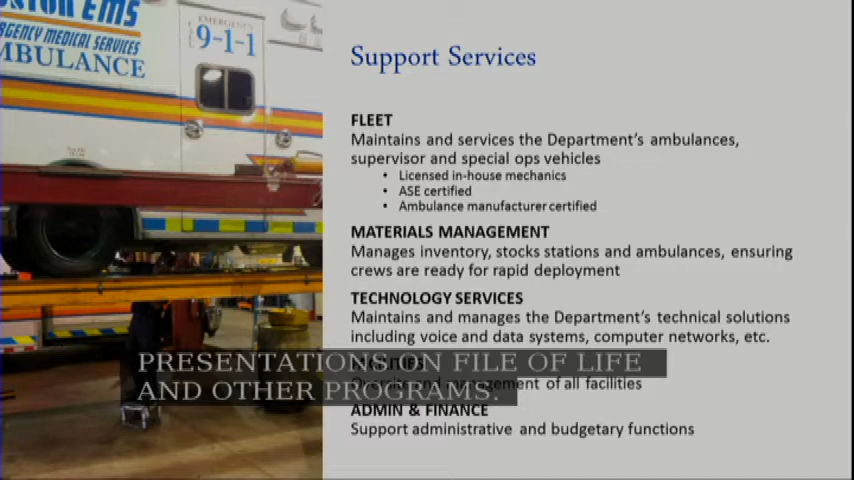 EMS
EMERGENCY MEDICAL SERVICES
AMBULANCE
EMERGENCY
9-1-1
Support Services
FLEET
Maintains and services the Department's ambulances,
supervisor and special ops vehicles
• Licensed in-house mechanics
• ASE certified
• Ambulance manufacturer certified
MATERIALS MANAGEMENT
Manages inventory, stocks stations and ambulances, ensuring
crews are ready for rapid deployment
TECHNOLOGY SERVICES
Maintains and manages the Department's technical solutions
including voice and data systems, computer networks, etc.
management of all facilities
ADMIN & FINANCE
Support administrative and budgetary functions
PRESENTATIONS ON FILE OF LIFE
AND OTHER PROGRAMS.